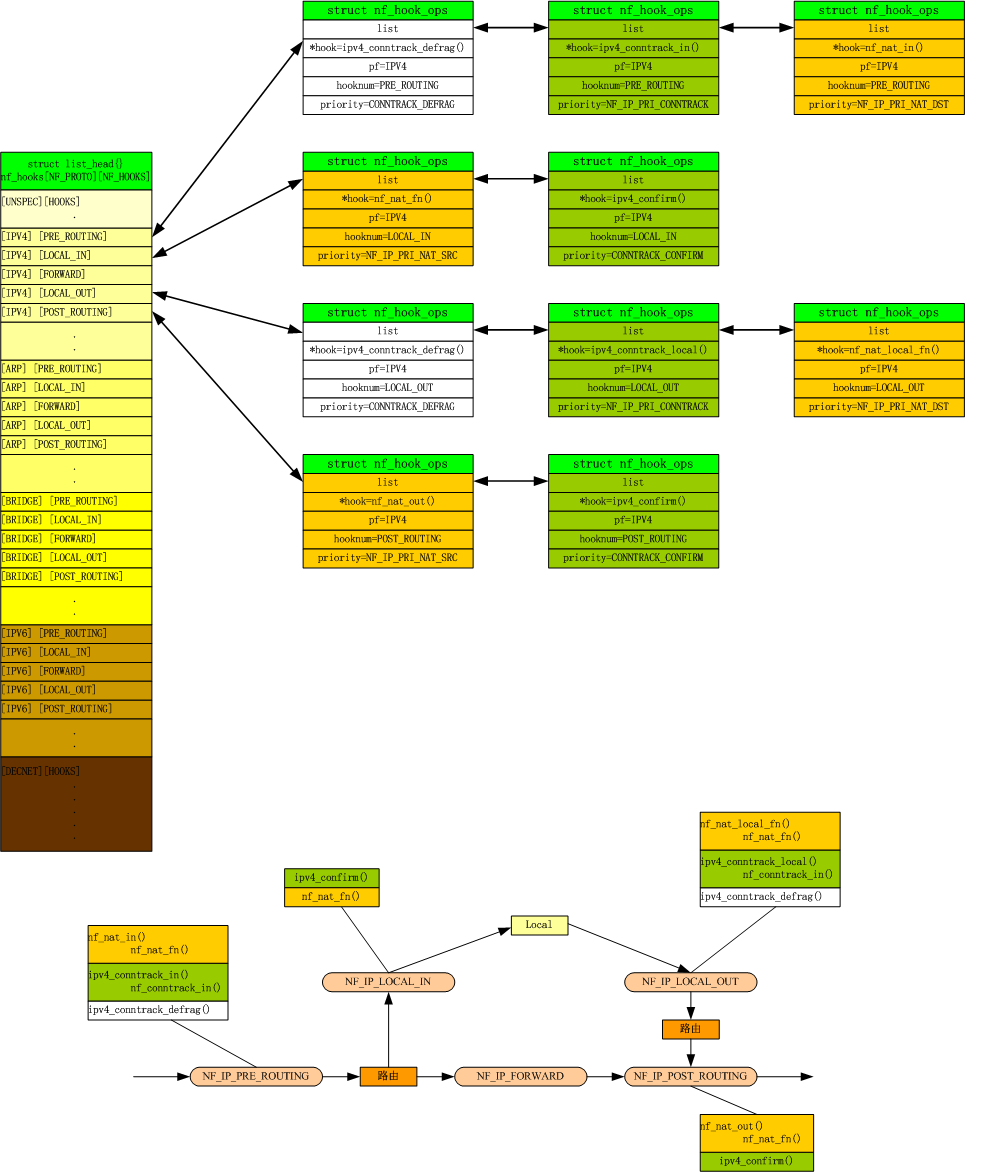 struct nf_hook_ops
list
*hook=ipv4_conntrack_defrag()
pf=IPV4
hooknum=PRE_ROUTING
priority=CONNTRACK_DEFRAG
struct nf_hook_ops
list
*hook=ipv4_conntrack_in()
pf=IPV4
hooknum=PRE_ROUTING
priority=NF_IP_PRI_CONNTRACK
struct nf_hook_ops
list
*hook=nf_nat_in()
pf=IPV4
hooknum=PRE_ROUTING
priority=NF_IP_PRI_NAT_DST
struct list_head{}
nf_hooks[NF_PROTO][NF_HOOKS]
[UNSPEC][HOOKS]
.
[IPV4] [PRE_ROUTING]
[IPV4] [LOCAL_IN]
[IPV4] [FORWARD]
[IPV4] [LOCAL_OUT]
[IPV4] [POST_ROUTING]
.
.
[ARP] [PRE_ROUTING]
[ARP] [LOCAL_IN]
[ARP] [FORWARD]
[ARP] [LOCAL_OUT]
[ARP] [POST_ROUTING]
.
.
[BRIDGE] [PRE_ROUTING]
[BRIDGE] [LOCAL_IN]
[BRIDGE] [FORWARD]
[BRIDGE] [LOCAL_OUT]
[BRIDGE] [POST_ROUTING]
.
.
[IPV6] [PRE_ROUTING]
[IPV6] [LOCAL_IN]
[IPV6] [FORWARD]
[IPV6] [LOCAL_OUT]
[IPV6] [POST_ROUTING]
.
.
[DECNET][HOOKS]
.
.
.
.
.
struct nf_hook_ops
list
*hook=nf_nat_fn()
pf=IPV4
hooknum=LOCAL_IN
priority=NF_IP_PRI_NAT_SRC
struct nf_hook_ops
list
*hook=ipv4_confirm()
pf=IPV4
hooknum=LOCAL_IN
priority=CONNTRACK_CONFIRM
struct nf_hook_ops
list
*hook=ipv4_conntrack_defrag()
pf=IPV4
hooknum=LOCAL_OUT
priority=CONNTRACK_DEFRAG
struct nf_hook_ops
list
*hook=ipv4_conntrack_local()
pf=IPV4
hooknum=LOCAL_OUT
priority=NF_IP_PRI_CONNTRACK
struct nf_hook_ops
list
*hook=nf_nat_local_fn()
pf=IPV4
hooknum=LOCAL_OUT
priority=NF_IP_PRI_NAT_DST
struct nf_hook_ops
list
*hook=nf_nat_out()
pf=IPV4
hooknum=POST_ROUTING
priority=NF_IP_PRI_NAT_SRC
struct nf_hook_ops
list
*hook=ipv4_confirm()
pf=IPV4
hooknum=POST_ROUTING
priority=CONNTRACK_CONFIRM
nf_nat_local_fn()
nf_nat_fn()
ipv4_conntrack_local()
nf_conntrack_in()
ipv4_conntrack_defrag()
ipv4_confirm()
nf_nat_fn()
Local
nf_nat_in()
nf_nat_fn()
ipv4_conntrack_in()
nf_conntrack_in()
ipv4_conntrack_defrag()
NF_IP_LOCAL_IN
NF_IP_LOCAL_OUT
路由
NF_IP_PRE_ROUTING
路由
NF_IP_FORWARD
NF_IP_POST_ROUTING
nf_nat_out()
nf_nat_fn()
ipv4_confirm()